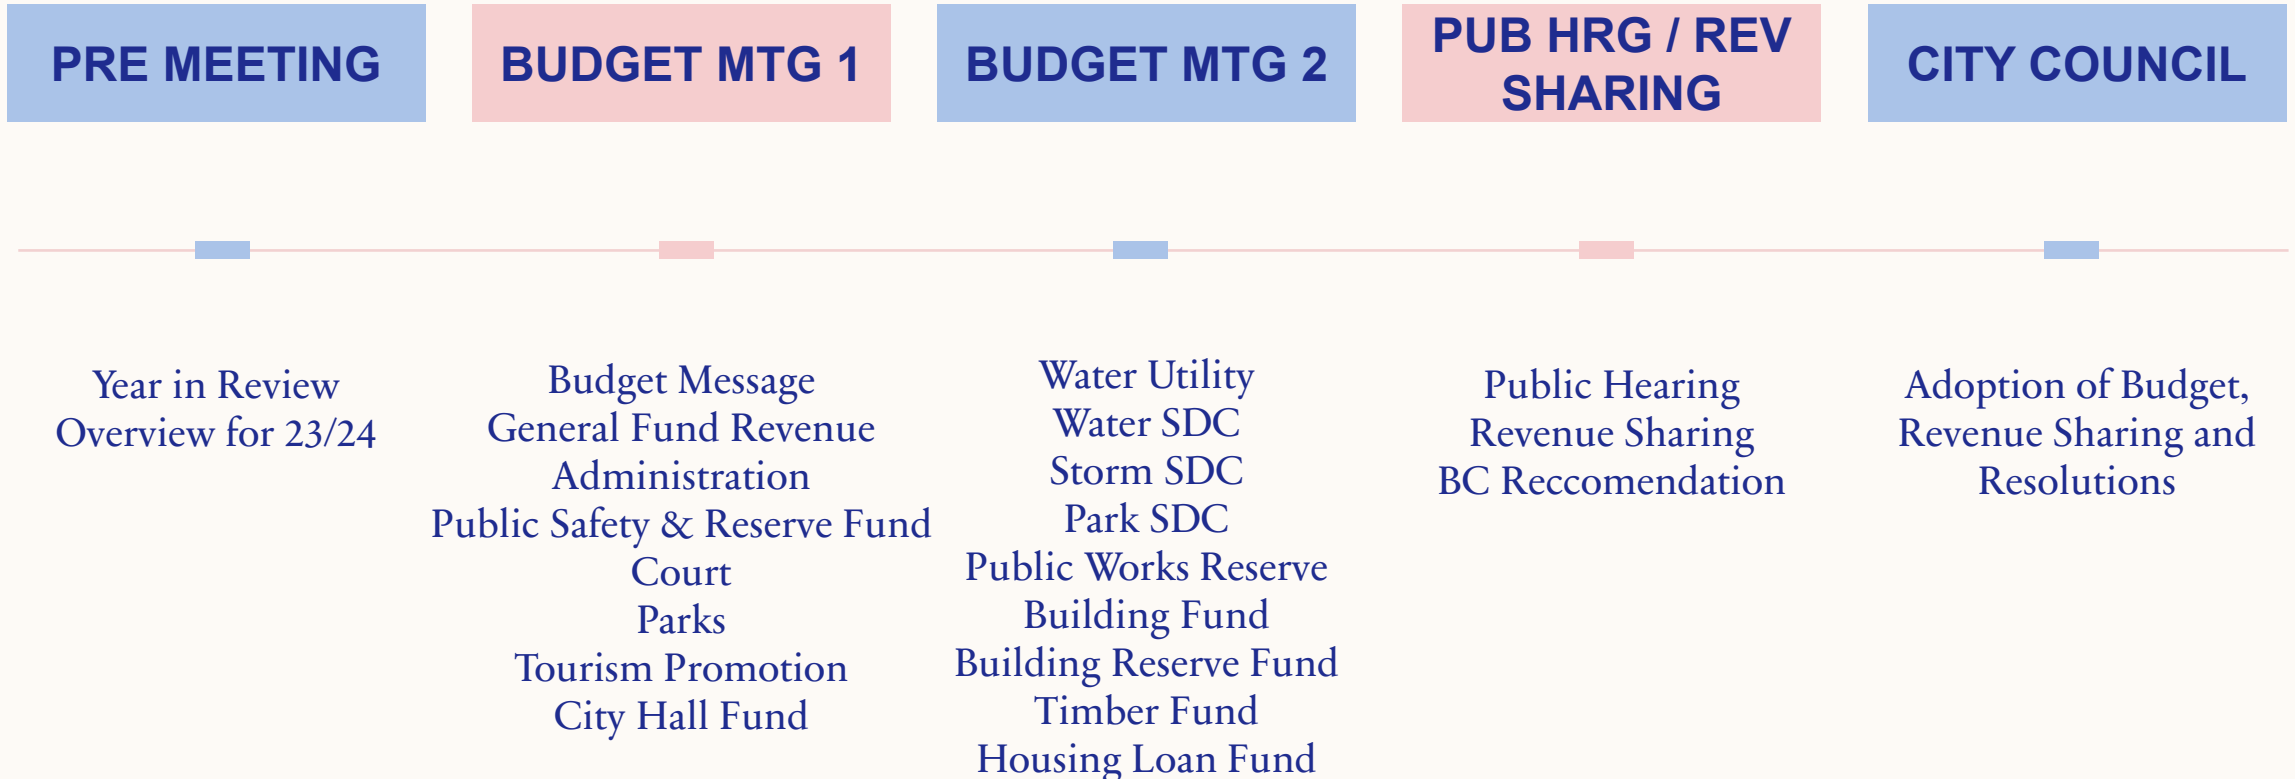 PRE MEETING
BUDGET MTG 1
BUDGET MTG 2
PUB HRG / REV
SHARING
CITY COUNCIL
Year in Review
Overview for 23/24
Budget Message
General Fund Revenue
Administration
Public Safety & Reserve Fund
Court
Parks
Tourism Promotion
City Hall Fund
Water Utility
Water SDC
Storm SDC
Park SDC
Public Works Reserve
Building Fund
Building Reserve Fund
Timber Fund
Housing Loan Fund
Public Hearing
Revenue Sharing
BC Reccomendation
Adoption of Budget,
Revenue Sharing and
Resolutions